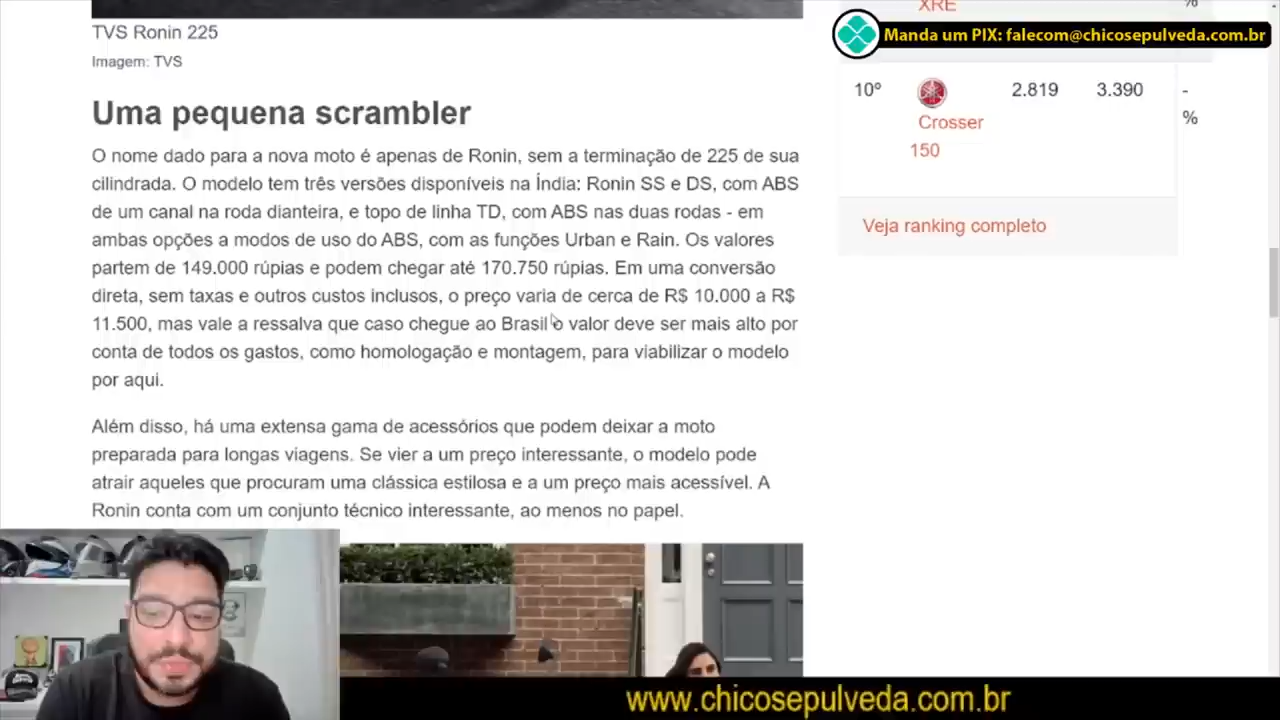 TVS Ronin 225
Imagem: TVS
Uma pequena scrambler
O nome dado para a nova moto é apenas de Ronin, sem a terminação de 225 de sua
cilindrada. O modelo tem três versões disponíveis na Índia: Ronin SS e DS, com ABS
de um canal na roda dianteira, e topo de linha TD, com ABS nas duas rodas - em
ambas opções a modos de uso do ABS, com as funções Urban e Rain. Os valores
partem de 149.000 rúpias e podem chegar até 170.750 rúpias. Em uma conversão
direta, sem taxas e outros custos inclusos, o preço varia de cerca de R$ 10.000 a R$
11.500, mas vale a ressalva que caso chegue ao Brasil o valor deve ser mais alto por
conta de todos os gastos, como homologação e montagem, para viabilizar o modelo
por aqui.
Além disso, há uma extensa gama de acessórios que podem deixar a moto
preparada para longas viagens. Se vier a um preço interessante, o modelo pode
atrair aqueles que procuram uma clássica estilosa e a um preço mais acessível. A
Ronin conta com um conjunto técnico interessante, ao menos no papel.
XRE
%
Manda um PIX: falecom@chicosepulveda.com.br
10º 2.819 3.390 -
%
Crosser
150
Veja ranking completo
www.chicosepulveda.com.br